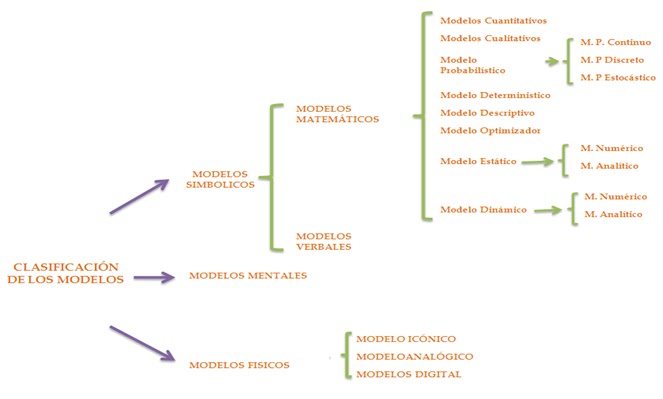 CLASIFICACIÓN
DE LOS MODELOS
MODELOS
SIMBOLICOS
MODELOS
MATEMÁTICOS
Modelos Cuantitativos
Modelos Cualitativos
Modelo
Probabilístico
M. P. Continuo
M. P Discreto
M. P Estocástico
Modelo Determinístico
Modelo Descriptivo
Modelo Optimizador
Modelo Estático
M. Numérico
M. Analítico
Modelo Dinámico
M. Numérico
M. Analítico
MODELOS
VERBALES
MODELOS MENTALES
MODELOS FISICOS
MODELO ICÓNICO
MODELOANALÓGICO
MODELOS DIGITAL